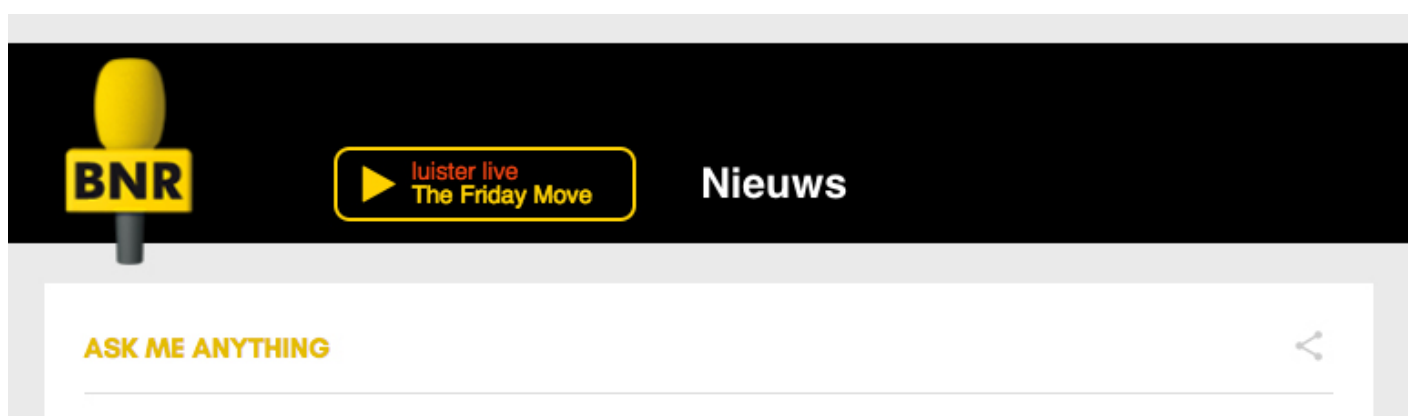 BNR
luister live
The Friday Move
Nieuws
ASK ME ANYTHING